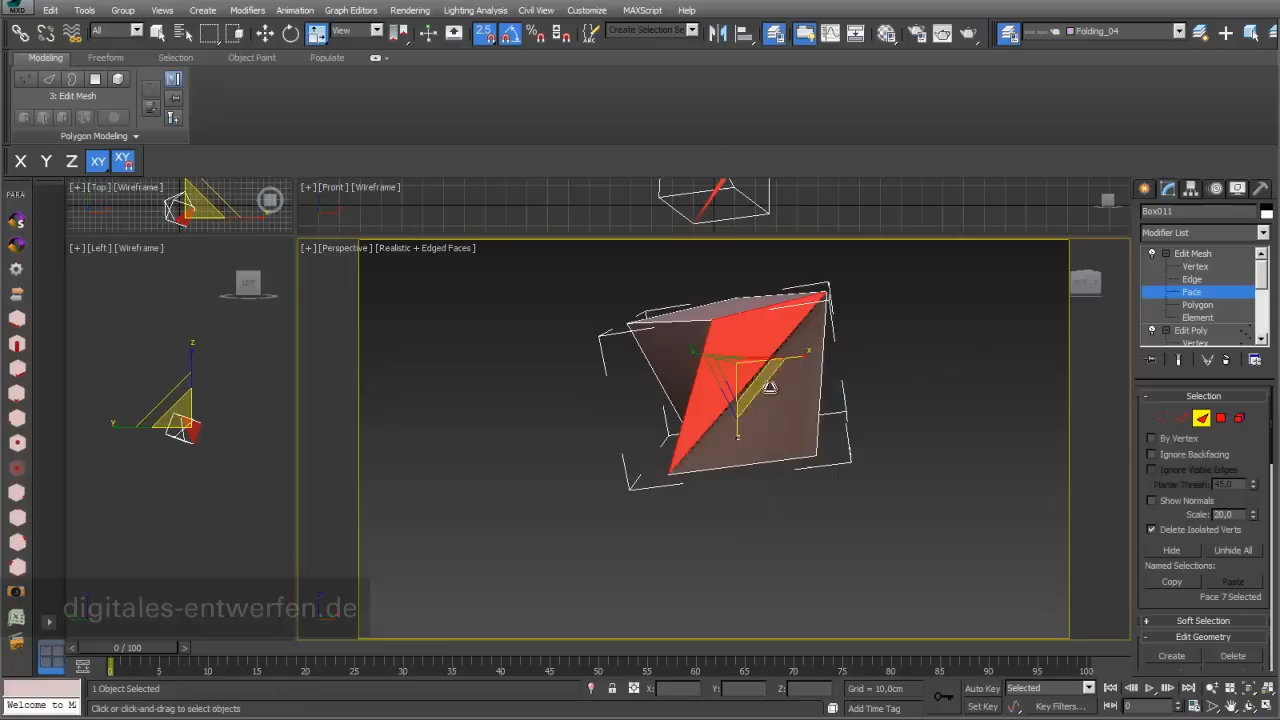 MXD Edit Tools Group Views Create Modifiers Animation Graph Editors Rendering Lighting Analysis Civil View Customize MAXScript Help
All View 2.5 Create Selection Se Folding_04
Modeling Freeform Selection Object Paint Populate
3: Edit Mesh
Polygon Modeling
X Y Z XY XY
PARA
[+][Top][Wireframe]
[+][Front][Wireframe]
Box011
Modifier List
[+][Left][Wireframe]
[+][Perspective][Realistic + Edged Faces]
Edit Mesh
Vertex
Edge
Face
Polygon
Element
Edit Poly
Vertex
LEFT
z
Y
x
z
Selection
By Vertex
Ignore Backfacing
Ignore Visible Edges
Planar Thresh: 45,0
Show Normals
Scale: 20,0
Delete Isolated Verts
Hide Unhide All
Named Selections:
Copy Paste
Face 7 Selected
Soft Selection
Edit Geometry
Create Delete
digitales-entwerfen.de
0 / 100
0 5 10 15 20 25 30 35 40 45 50 55 60 65 70 75 80 85 90 95 100
1 Object Selected X: Y: Z: Grid = 10,0cm Auto Key Selected
Welcome to M Click or click-and-drag to select objects Add Time Tag Set Key Key Filters... 0